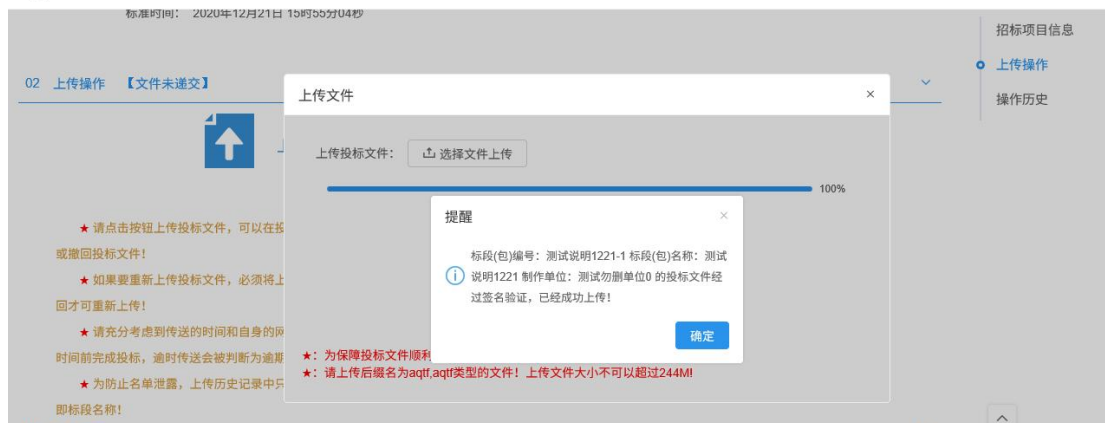 标准时间： 2020年12月21日 15时55分04秒
招标项目信息
上传操作
操作历史
02 上传操作 【文件未递交】
上传文件
上传投标文件： 选择文件上传
100%
提醒
标段(包)编号：测试说明1221-1 标段(包)名称：测试
说明1221 制作单位：测试勿删单位0 的投标文件经
过签名验证，已经成功上传！
确定
★ 请点击按钮上传投标文件，可以在投
或撤回投标文件！
★ 如果要重新上传投标文件，必须将上
回才可重新上传！
★ 请充分考虑到传送的时间和自身的网
时间前完成投标，逾时传送会被判断为逾期
★ 为防止名单泄露，上传历史记录中只
即标段名称！
★：为保障投标文件顺利
★：请上传后缀名为aqtf,aqtf类型的文件！上传文件大小不可以超过244M!